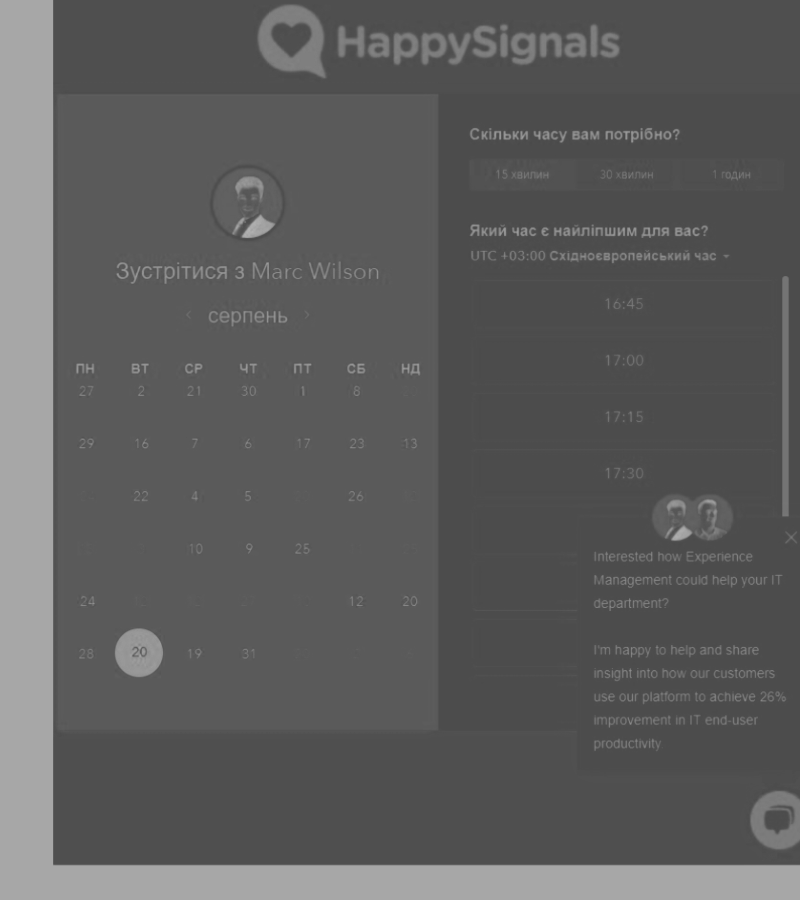 HappySignals
Зустрітися з Marc Wilson
серпень
ПН ВТ СР ЧТ ПТ СБ НД
27 2 21 30 1 8
29 16 7 6 17 23 13
22 4 5 26
10 9 25
24 12 20
28 20 19 31
Скільки часу вам потрібно?
15 хвилин 30 хвилин 1 годин
Який час є найліпшим для вас?
UTC +03:00 Східноєвропейський час
16:45
17:00
17:15
17:30
Interested how Experience
Management could help your IT
department?
I'm happy to help and share
insight into how our customers
use our platform to achieve 26%
improvement in IT end-user
productivity